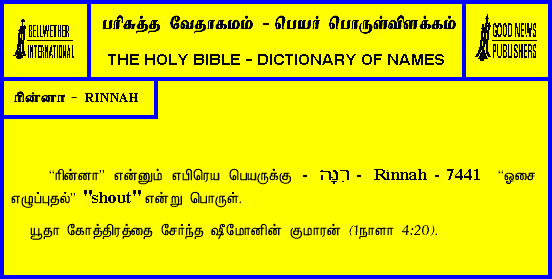 BELLWETHER
INTERNATIONAL
பரிசுத்த வேதாகமம் - பெயர் பொருள்விளக்கம்
THE HOLY BIBLE - DICTIONARY OF NAMES
GOOD NEWS
PUBLISHERS
ரின்னா - RINNAH
“ரின்னா” என்னும் எபிரெய பெயருக்கு - רִנָּה - Rinnah - 7441 “ஓசை
எழுப்புதல்” "shout" என்று பொருள்.
யூதா கோத்திரத்தை சேர்ந்த ஷீமோனின் குமாரன் (1நாளா 4:20).